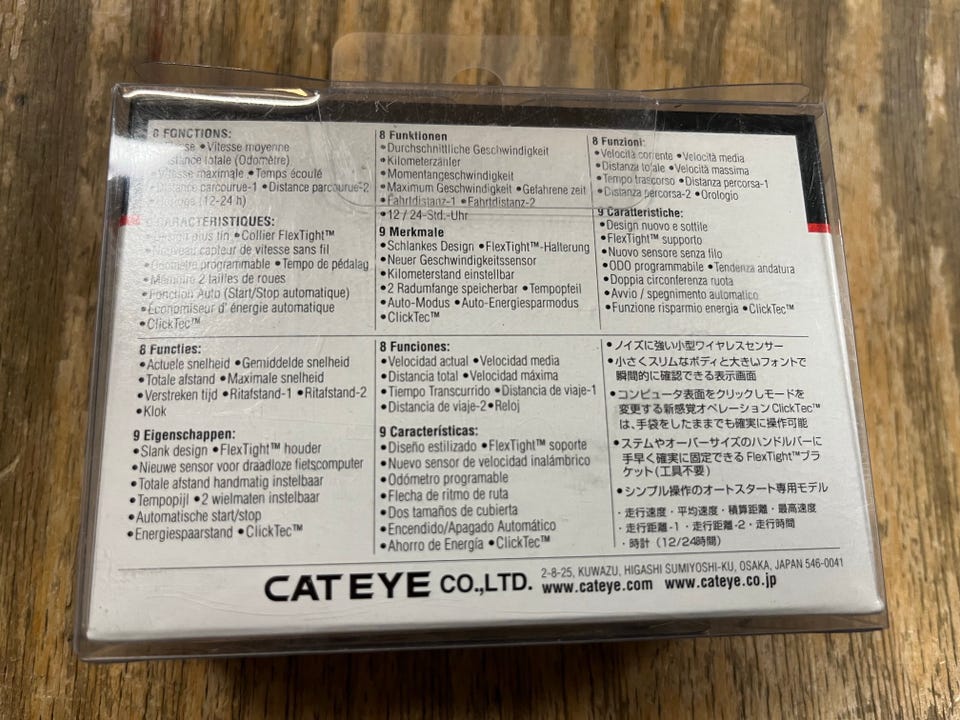 8 FONCTIONS:
•Vitesse moyenne
totale (Odomètre)
•Vitesse maximale •Temps écoulé
•Distance parcourue-1 •Distance parcourue-2
(12-24 h)
CARACTÉRISTIQUES:
plus fin •Collier FlexTight™
•Nouveau capteur de vitesse sans fil
programmable •Tempo de pédalag
2 tailles de roues
•Fonction Auto (Start/Stop automatique)
•Economiseur d' énergie automatique
•ClickTec™
8 Funktionen
•Durchschnittliche Geschwindigkeit
•Kilometerzähler
•Momentangeschwindigkeit
•Maximum Geschwindigkeit •Gefahrene zeit
•Fahrtdistanz-1 •Fahrtdistanz-2
•12 / 24-Std.-Uhr
9 Merkmale
•Schlankes Design •FlexTight™-Halterung
•Neuer Geschwindigkeitssensor
•Kilometerstand einstellbar
•2 Radumfange speicherbar •Tempopfeil
•Auto-Modus •Auto-Energiesparmodus
•ClickTec™
8 Funzioni:
•Velocità corrente •Velocità media
•Distanza totale •Velocità massima
•Tempo trascorso •Distanza percorsa-1
•Distanza percorsa-2 •Orologio
9 Caratteristiche:
•Design nuovo e sottile
•FlexTight™ supporto
•Nuovo sensore senza filo
•ODO programmabile •Tendenza andatura
•Doppia circonferenza ruota
•Avvio / spegnimento automatico
•Funzione risparmio energia •ClickTec™
8 Functies:
•Actuele snelheid •Gemiddelde snelheid
•Totale afstand •Maximale snelheid
•Verstreken tijd •Ritafstand-1 •Ritafstand-2
•Klok
9 Eigenschappen:
•Slank design •FlexTight™ houder
•Nieuwe sensor voor draadloze fietscomputer
•Totale afstand handmatig instelbaar
•Tempopijl •2 wielmaten instelbaar
•Automatische start/stop
•Energiespaarstand •ClickTec™
8 Funciones:
•Velocidad actual •Velocidad media
•Distancia total •Velocidad máxima
•Tiempo Transcurrido •Distancia de viaje-1
•Distancia de viaje-2 •Reloj
9 Características:
•Diseño estilizado •FlexTight™ soporte
•Nuevo sensor de velocidad inalámbrico
•Odómetro programable
•Flecha de ritmo de ruta
•Dos tamaños de cubierta
•Encendido/Apagado Automático
•Ahorro de Energía •ClickTec™
•ノイズに強い小型ワイヤレスセンサー
•小さくスリムなボディと大きいフォントで
瞬間的に確認できる表示画面
•コンピュータ表面をクリックしモードを
変更する新感覚オペレーションClickTec™
は、手袋をしたままでも確実に操作可能
•ステムやオーバーサイズのハンドルバーに
手早く確実に固定できるFlexTight™ブラ
ケット(工具不要)
•シンプル操作のオートスタート専用モデル
・走行速度・平均速度・積算距離・最高速度
・走行距離-1・走行距離-2・走行時間
・時計 (12/24時間)
CATEYE CO.,LTD.
2-8-25, KUWAZU, HIGASHI SUMIYOSHI-KU, OSAKA, JAPAN 546-0041
www.cateye.com www.cateye.co.jp